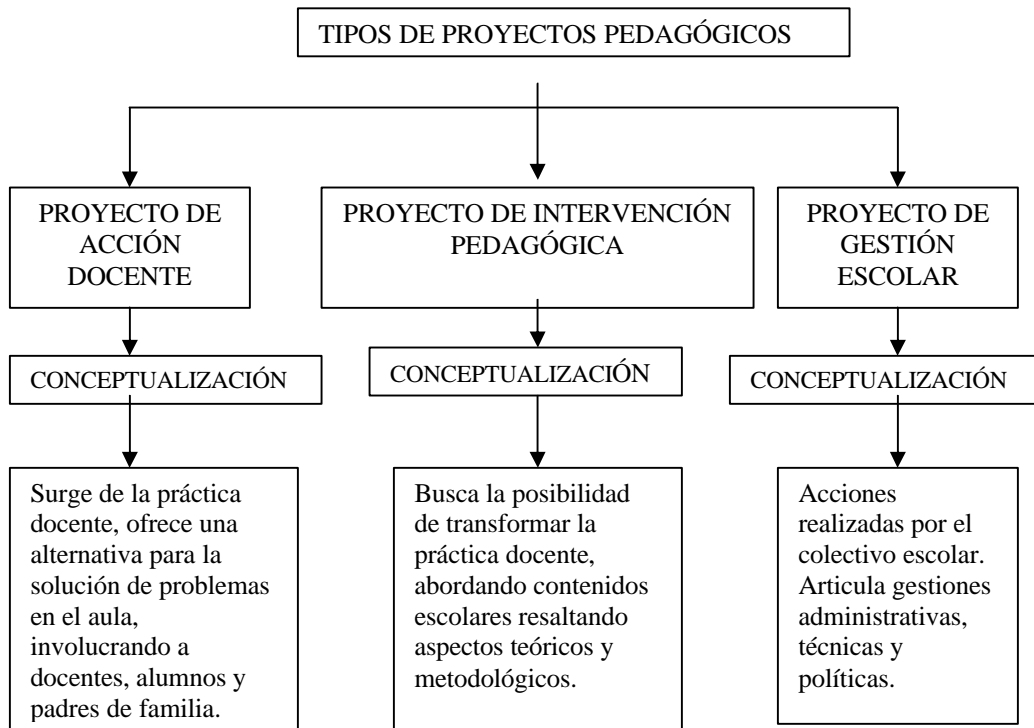 TIPOS DE PROYECTOS PEDAGÓGICOS
PROYECTO DE
ACCIÓN
DOCENTE
PROYECTO DE INTERVENCIÓN
PEDAGÓGICA
PROYECTO DE
GESTIÓN
ESCOLAR
CONCEPTUALIZACIÓN
CONCEPTUALIZACIÓN
CONCEPTUALIZACIÓN
Surge de la práctica
docente, ofrece una
alternativa para la
solución de problemas
en el aula,
involucrando a
docentes, alumnos y
padres de familia.
Busca la posibilidad
de transformar la
práctica docente,
abordando contenidos
escolares resaltando
aspectos teóricos y
metodológicos.
Acciones
realizadas por el
colectivo escolar.
Articula gestiones
administrativas,
técnicas y
políticas.